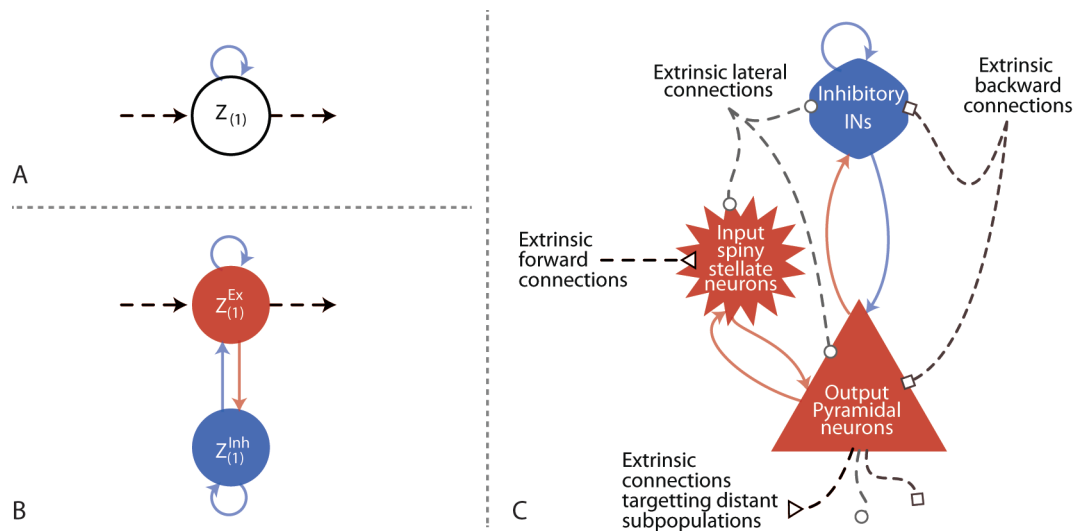 Z(1)
A
Z(1)^Ex
Z(1)^Inh
B
Extrinsic lateral
connections
Inhibitory
INs
Extrinsic
backward
connections
Extrinsic
forward
connections
Input
spiny
stellate
neurons
Output
Pyramidal
neurons
Extrinsic
connections
targetting distant
subpopulations
C